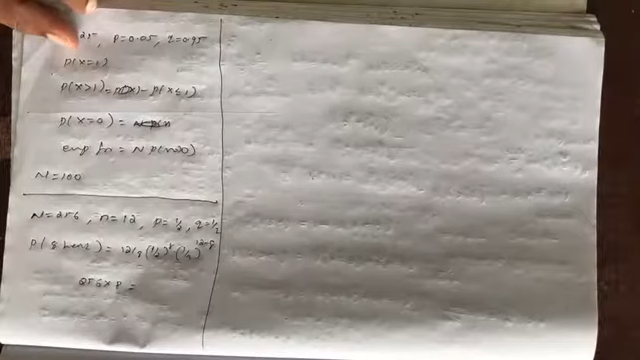 25, P=0.05, q=0.95
P(x=1)
P(x>1)= - P(x≤1)
P(x=0) =
exp fn = N P(x=0)
N=100
N=256, n=12, P=½, q=½
P(8 heads) = 12C8 (½)^8 (½)^12-8
256×P =